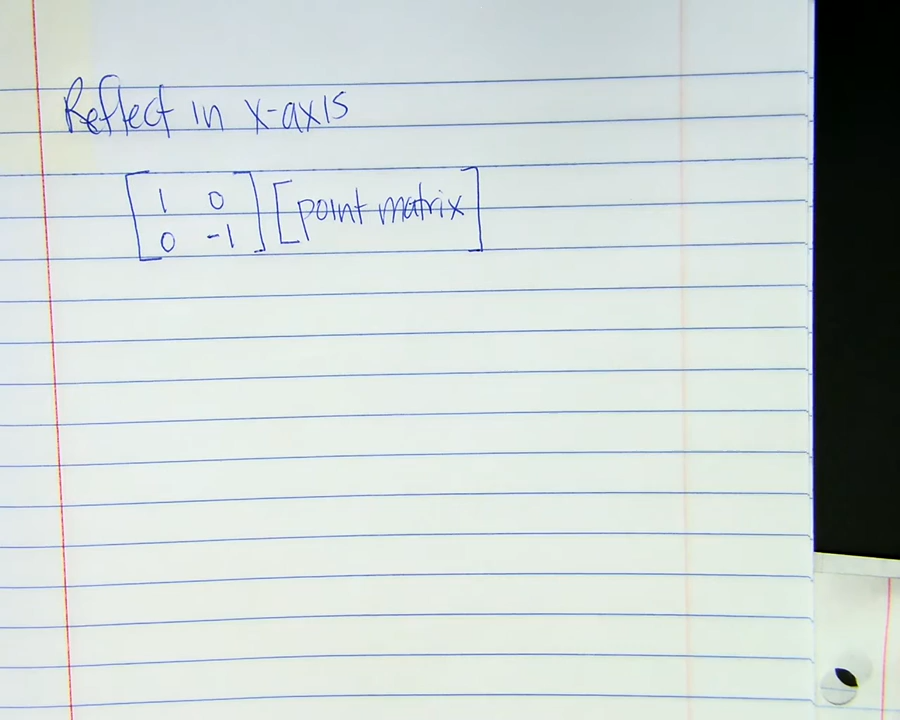 Reflect in x-axis
[1 0
0 -1] [point matrix]